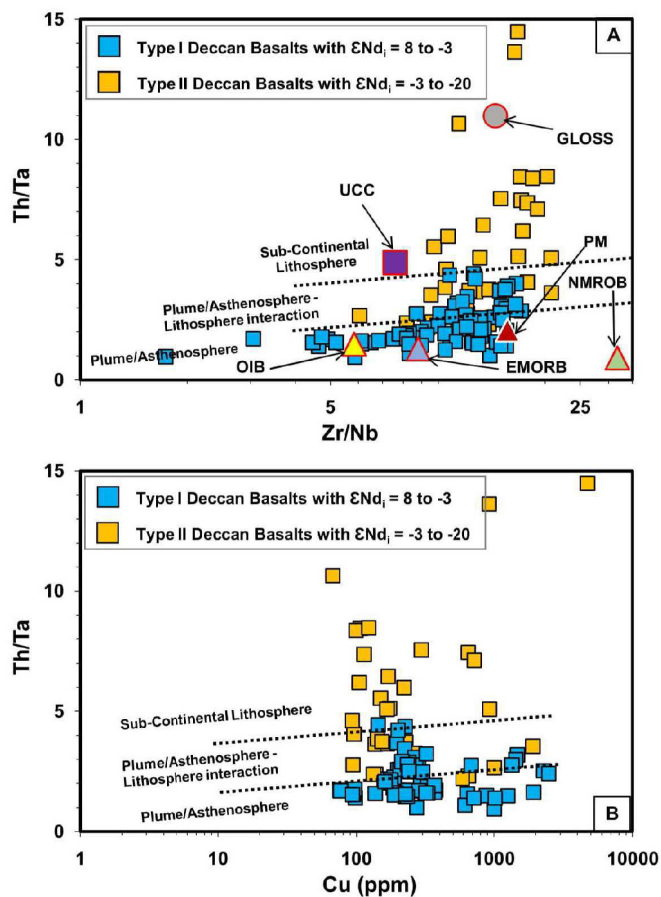 A
Type I Deccan Basalts with ƐNdi = 8 to -3
Type II Deccan Basalts with ƐNdi = -3 to -20
GLOSS
UCC
Sub-Continental
Lithosphere
PM
NMROB
Plume/Asthenosphere -
Lithosphere interaction
Plume/Asthenosphere
OIB
EMORB
15
10
5
0
Th/Ta
1
5
25
Zr/Nb
Type I Deccan Basalts with ƐNdi = 8 to -3
Type II Deccan Basalts with ƐNdi = -3 to -20
Sub-Continental Lithosphere
Plume/Asthenosphere -
Lithosphere interaction
Plume/Asthenosphere
B
15
10
5
0
Th/Ta
1
10
100
1000
10000
Cu (ppm)